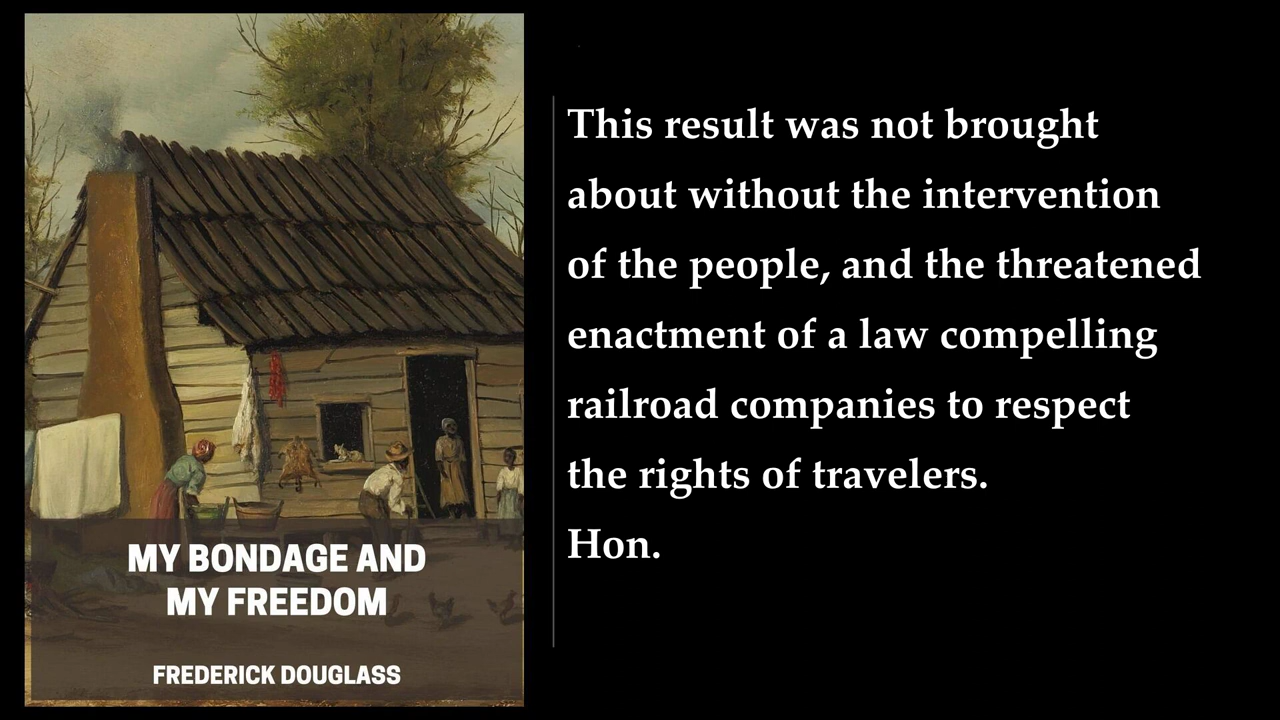 MY BONDAGE AND
MY FREEDOM
FREDERICK DOUGLASS
This result was not brought
about without the intervention
of the people, and the threatened
enactment of a law compelling
railroad companies to respect
the rights of travelers.
Hon.